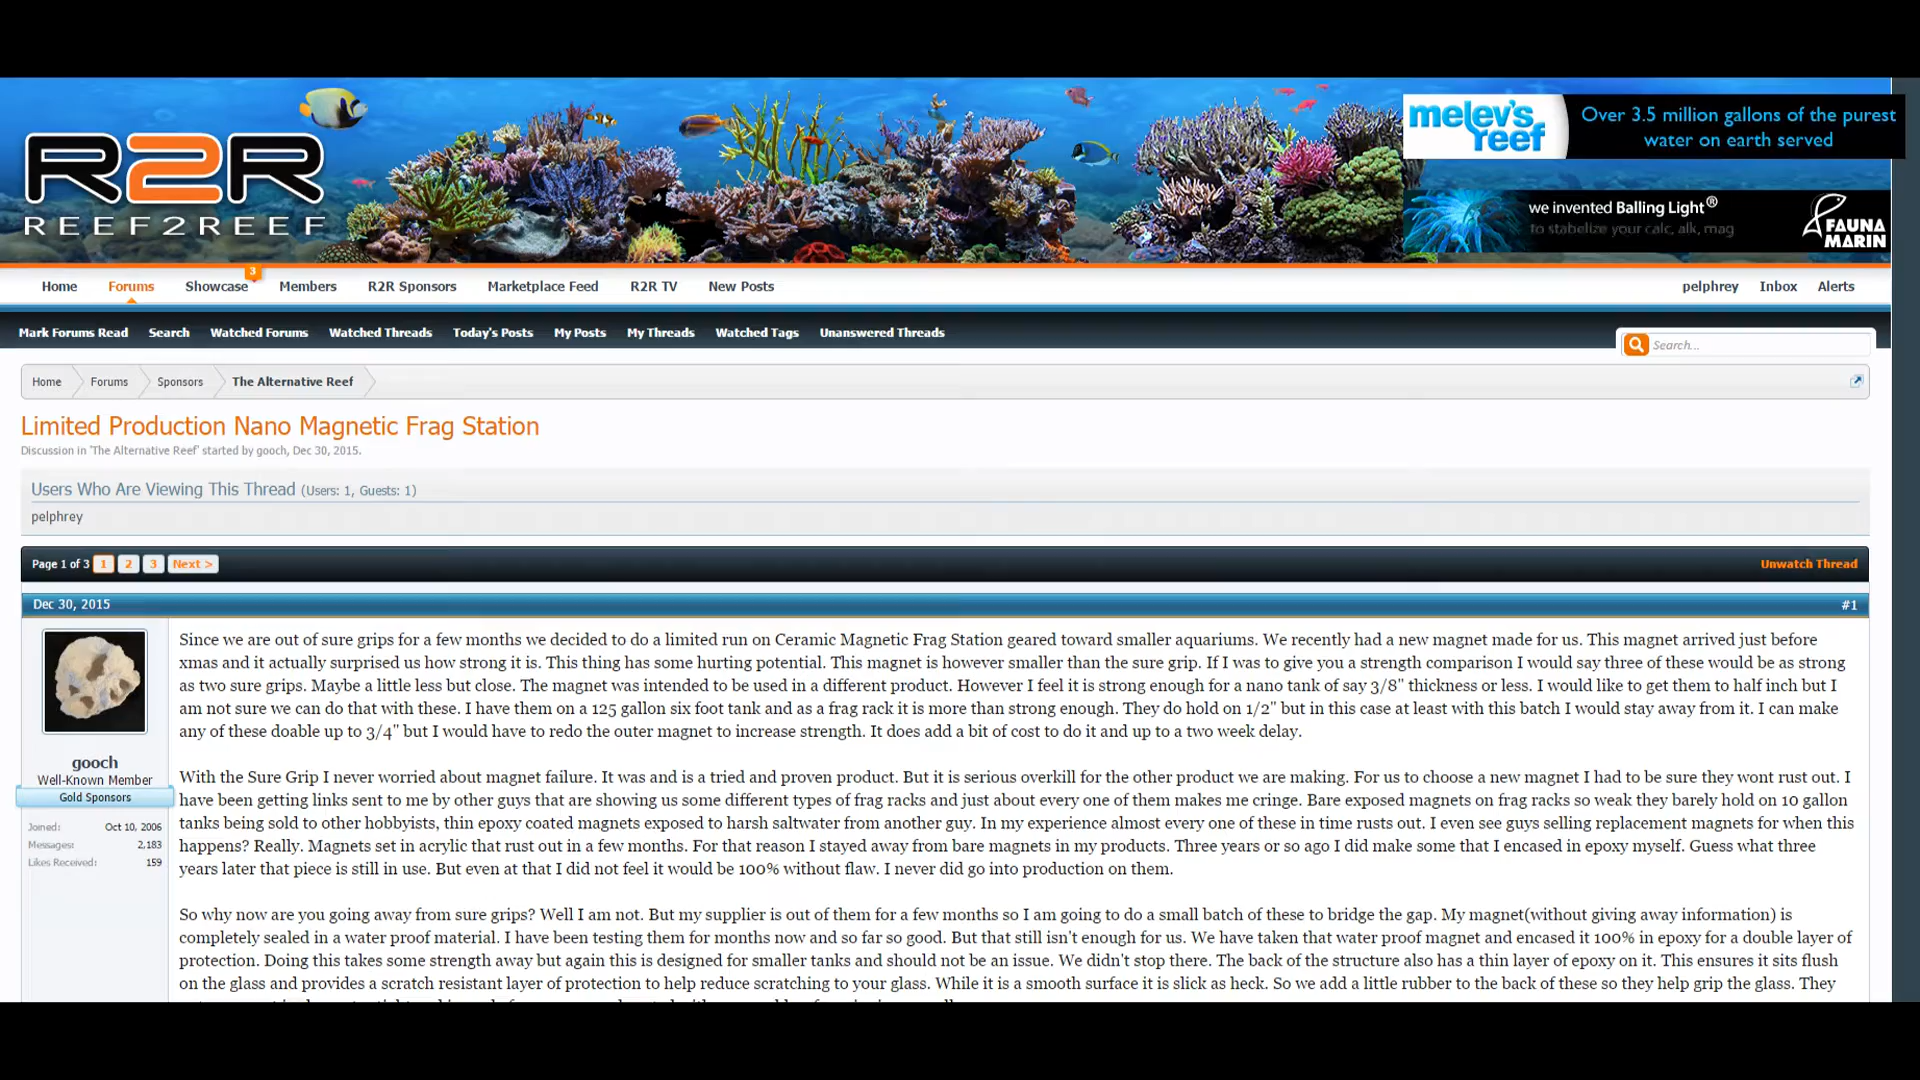 R2R
REEF2REEF
melev's reef
Over 3.5 million gallons of the purest
water on earth served
we invented Balling Light®
to stabelize your calc, alk, mag
FAUNA
MARIN
Home Forums Showcase 3 Members R2R Sponsors Marketplace Feed R2R TV New Posts pelphrey Inbox Alerts
Mark Forums Read Search Watched Forums Watched Threads Today's Posts My Posts My Threads Watched Tags Unanswered Threads
Search...
Home Forums Sponsors The Alternative Reef
Limited Production Nano Magnetic Frag Station
Discussion in 'The Alternative Reef' started by gooch, Dec 30, 2015.
Users Who Are Viewing This Thread (Users: 1, Guests: 1)
pelphrey
Page 1 of 3 1 2 3 Next > Unwatch Thread
Dec 30, 2015 #1
gooch
Well-Known Member
Gold Sponsors
Joined: Oct 10, 2006
Messages: 2,183
Likes Received: 159
Since we are out of sure grips for a few months we decided to do a limited run on Ceramic Magnetic Frag Station geared toward smaller aquariums. We recently had a new magnet made for us. This magnet arrived just before
xmas and it actually surprised us how strong it is. This thing has some hurting potential. This magnet is however smaller than the sure grip. If I was to give you a strength comparison I would say three of these would be as strong
as two sure grips. Maybe a little less but close. The magnet was intended to be used in a different product. However I feel it is strong enough for a nano tank of say 3/8" thickness or less. I would like to get them to half inch but I
am not sure we can do that with these. I have them on a 125 gallon six foot tank and as a frag rack it is more than strong enough. They do hold on 1/2" but in this case at least with this batch I would stay away from it. I can make
any of these doable up to 3/4" but I would have to redo the outer magnet to increase strength. It does add a bit of cost to do it and up to a two week delay.
With the Sure Grip I never worried about magnet failure. It was and is a tried and proven product. But it is serious overkill for the other product we are making. For us to choose a new magnet I had to be sure they wont rust out. I
have been getting links sent to me by other guys that are showing us some different types of frag racks and just about every one of them makes me cringe. Bare exposed magnets on frag racks so weak they barely hold on 10 gallon
tanks being sold to other hobbyists, thin epoxy coated magnets exposed to harsh saltwater from another guy. In my experience almost every one of these in time rusts out. I even see guys selling replacement magnets for when this
happens? Really. Magnets set in acrylic that rust out in a few months. For that reason I stayed away from bare magnets in my products. Three years or so ago I did make some that I encased in epoxy myself. Guess what three
years later that piece is still in use. But even at that I did not feel it would be 100% without flaw. I never did go into production on them.
So why now are you going away from sure grips? Well I am not. But my supplier is out of them for a few months so I am going to do a small batch of these to bridge the gap. My magnet(without giving away information) is
completely sealed in a water proof material. I have been testing them for months now and so far so good. But that still isn't enough for us. We have taken that water proof magnet and encased it 100% in epoxy for a double layer of
protection. Doing this takes some strength away but again this is designed for smaller tanks and should not be an issue. We didn't stop there. The back of the structure also has a thin layer of epoxy on it. This ensures it sits flush
on the glass and provides a scratch resistant layer of protection to help reduce scratching to your glass. While it is a smooth surface it is slick as heck. So we add a little rubber to the back of these so they help grip the glass. They